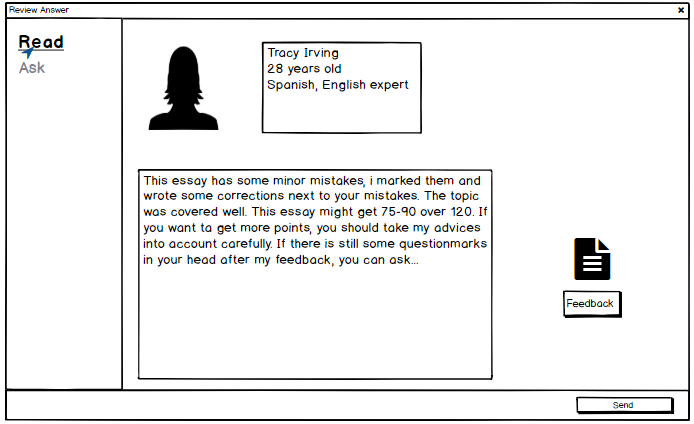 Review Answer
Read
Ask
Tracy Irving
28 years old
Spanish, English expert
This essay has some minor mistakes, i marked them and
wrote some corrections next to your mistakes. The topic
was covered well. This essay might get 75-90 over 120. If
you want ta get more points, you should take my advices
into account carefully. If there is still some questionmarks
in your head after my feedback, you can ask...
Feedback
Send